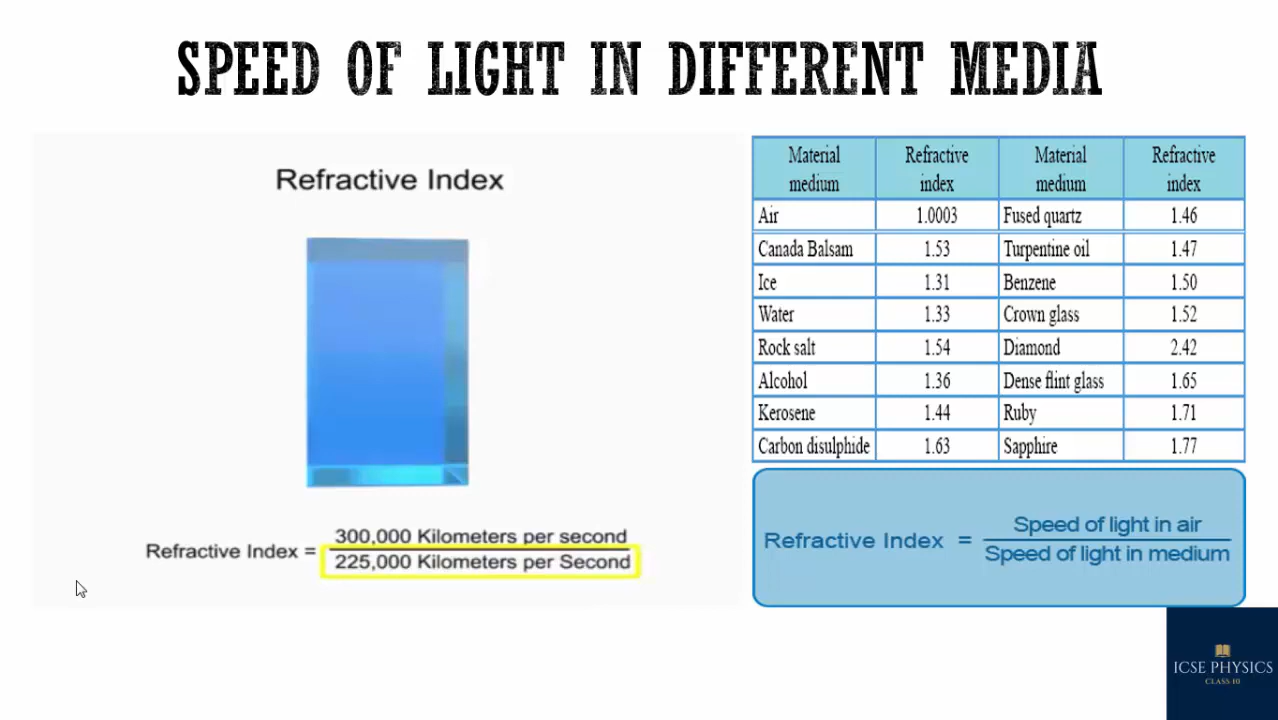 SPEED OF LIGHT IN DIFFERENT MEDIA
Refractive Index
Refractive Index = 300,000 Kilometers per second
225,000 Kilometers per Second
Material medium Refractive index Material medium Refractive index
Air 1.0003 Fused quartz 1.46
Canada Balsam 1.53 Turpentine oil 1.47
Ice 1.31 Benzene 1.50
Water 1.33 Crown glass 1.52
Rock salt 1.54 Diamond 2.42
Alcohol 1.36 Dense flint glass 1.65
Kerosene 1.44 Ruby 1.71
Carbon disulphide 1.63 Sapphire 1.77
Refractive Index = Speed of light in air
Speed of light in medium
ICSE PHYSICS
CLASS 10